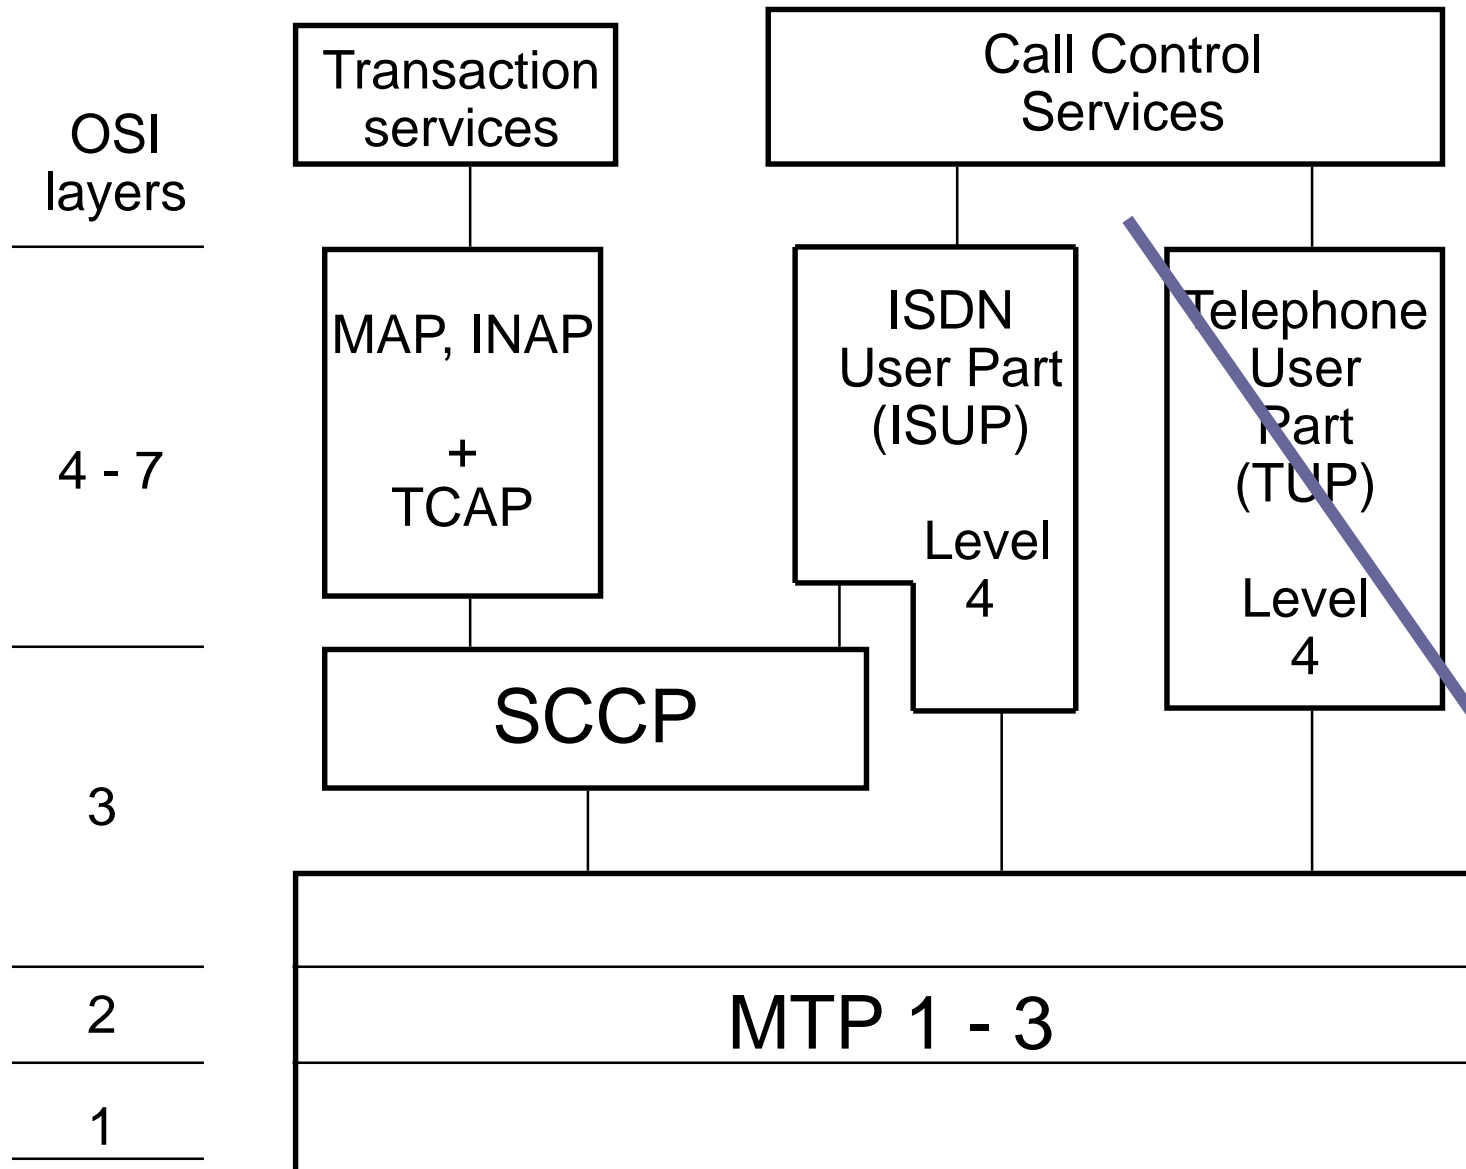 Transaction
services
Call Control
Services
OSI
layers
MAP, INAP
+
TCAP
ISDN
User Part
(ISUP)
Level
4
Telephone
User
Part
(TUP)
Level
4
4 - 7
SCCP
3
2
MTP 1 - 3
1